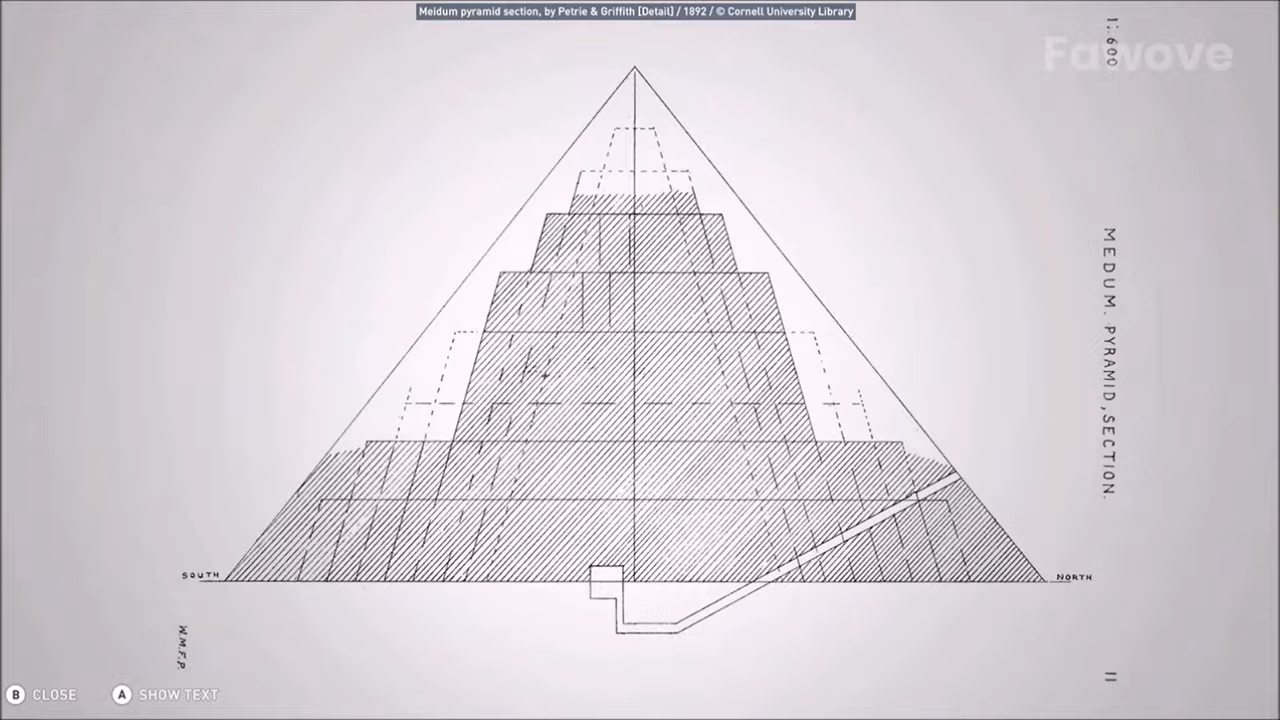 Meidum pyramid section, by Petrie & Griffith [Detail] / 1892 / © Cornell University Library
1:600
Fawove
MEDUM. PYRAMID, SECTION.
SOUTH
NORTH
W.M.F.P.
II
B CLOSE
A SHOW TEXT